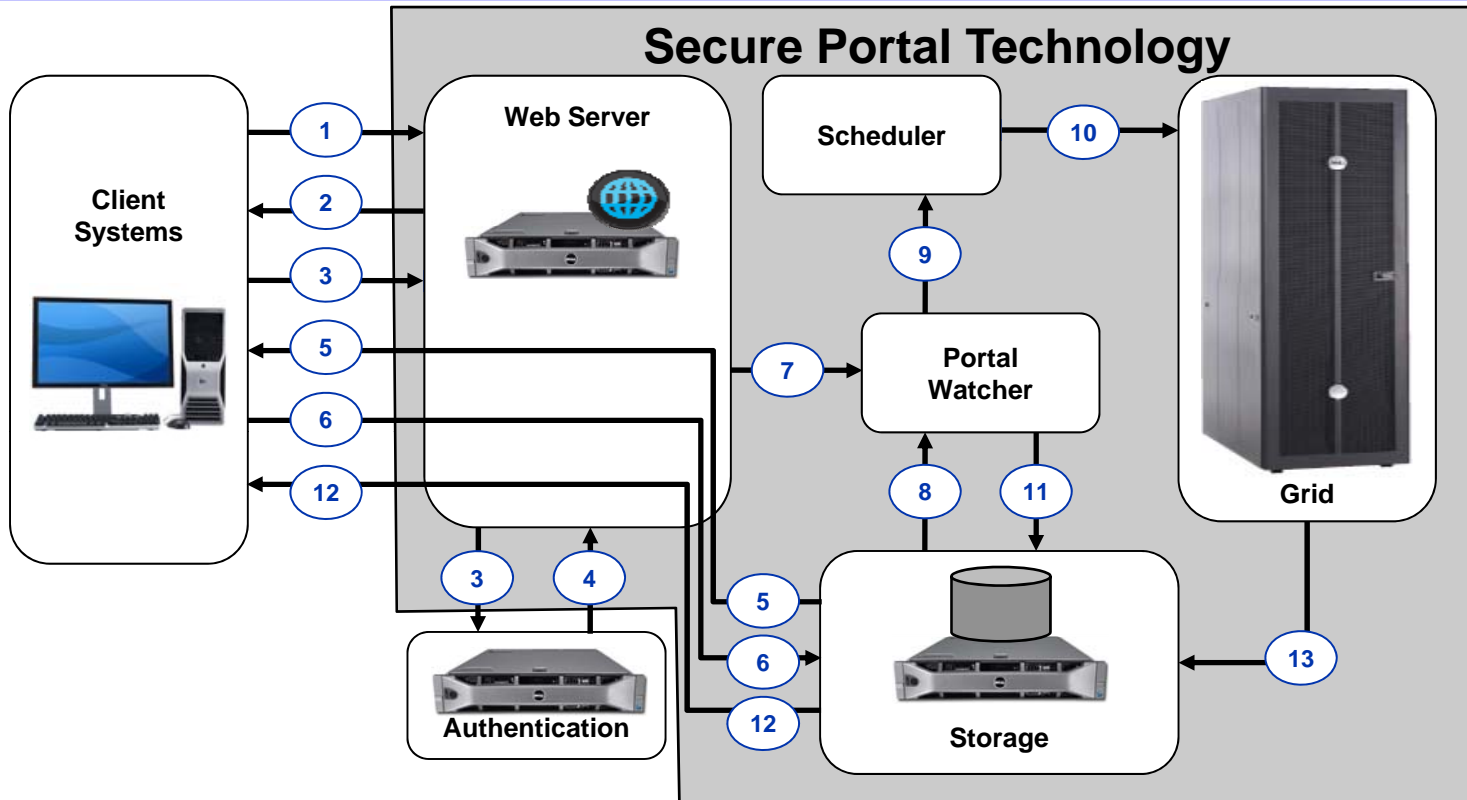 Secure Portal Technology
Client
Systems
1
2
3
5
6
12
Web Server
3
4
Authentication
7
5
6
12
Scheduler
10
9
Portal
Watcher
8
11
Storage
Grid
13